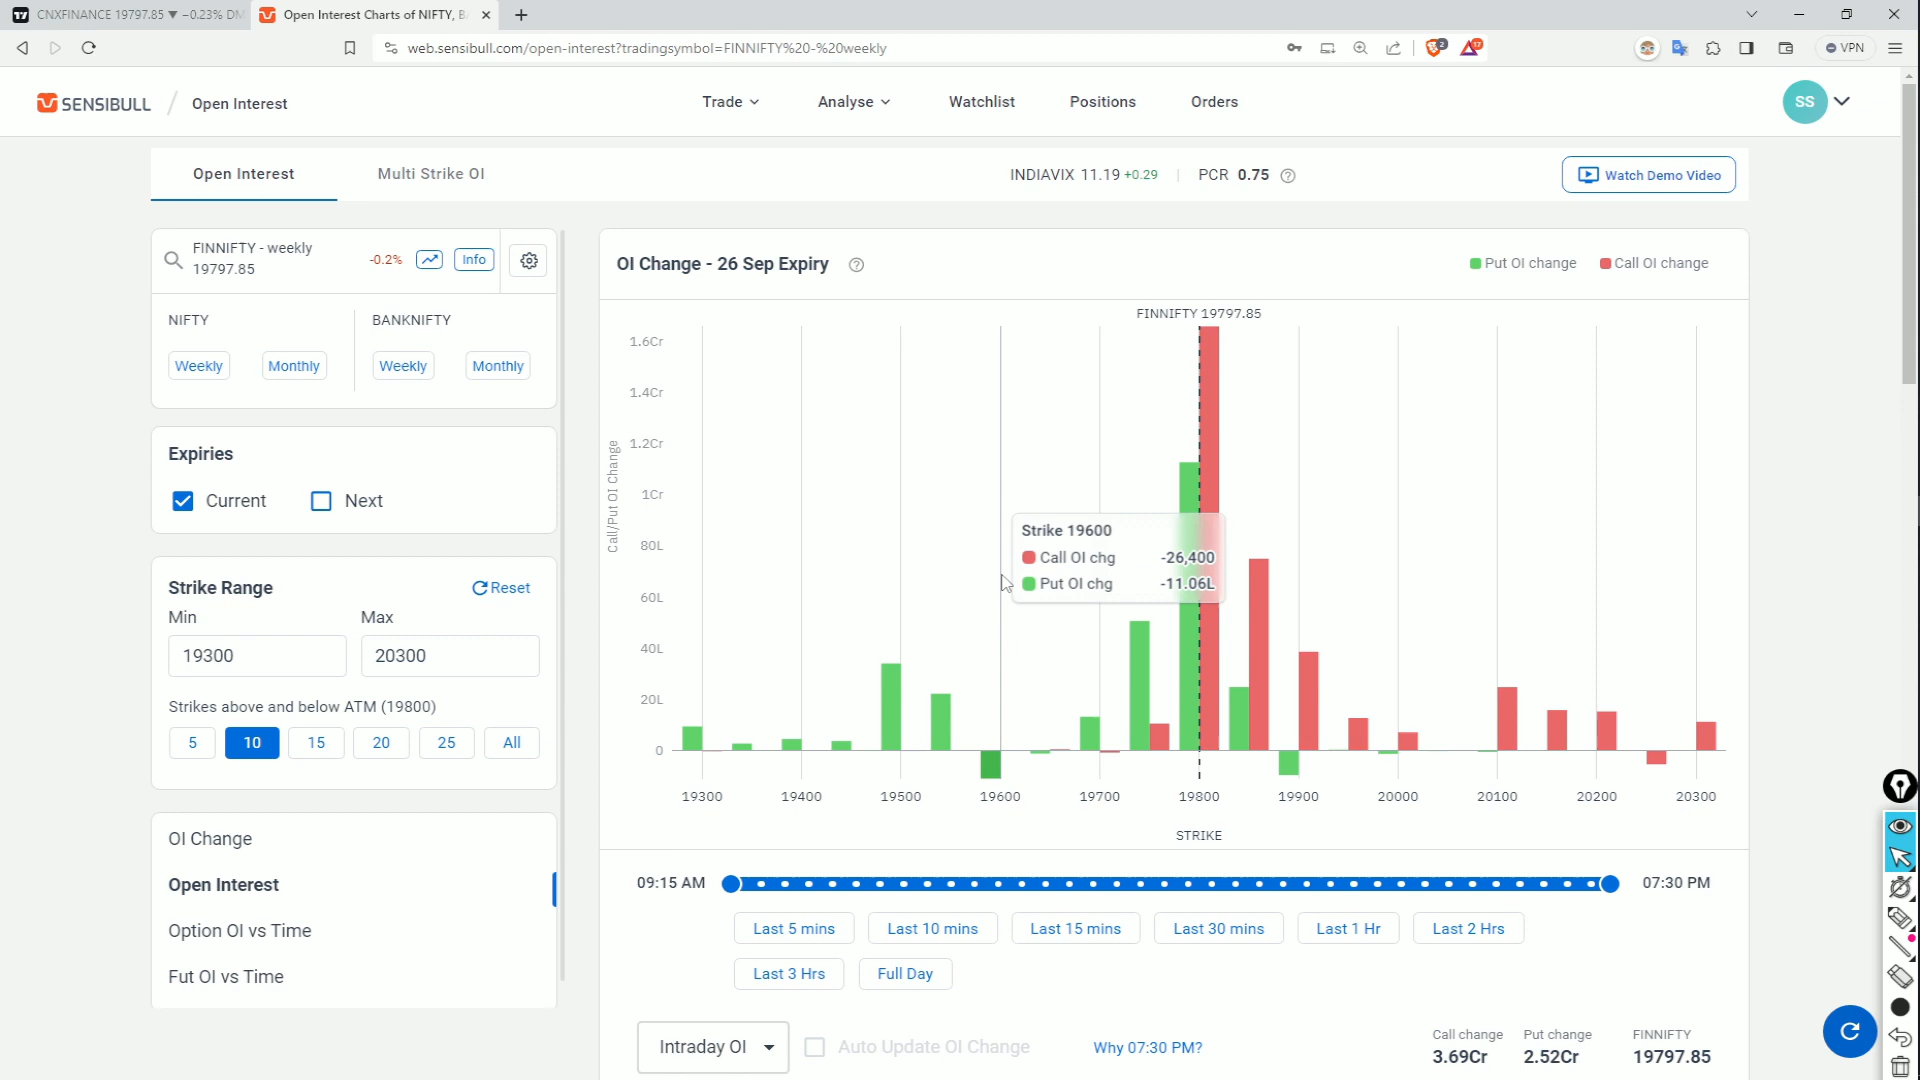 CNXFINANCE 19797.85 ▼ −0.23% DM
Open Interest Charts of NIFTY, B
web.sensibull.com/open-interest?tradingsymbol=FINNIFTY%20-%20weekly
2
17
VPN
SENSIBULL / Open Interest
Trade
Analyse
Watchlist
Positions
Orders
SS
Open Interest
Multi Strike OI
INDIAVIX 11.19 +0.29
PCR 0.75
Watch Demo Video
FINNIFTY - weekly
19797.85
-0.2%
Info
NIFTY
BANKNIFTY
Weekly
Monthly
Weekly
Monthly
Expiries
Current
Next
Strike Range
Reset
Min
Max
19300
20300
Strikes above and below ATM (19800)
5
10
15
20
25
All
OI Change
Open Interest
Option OI vs Time
Fut OI vs Time
OI Change - 26 Sep Expiry
Put OI change
Call OI change
FINNIFTY 19797.85
Call/Put OI Change
1.6Cr
1.4Cr
1.2Cr
1Cr
80L
60L
40L
20L
0
Strike 19600
Call OI chg -26,400
Put OI chg -11.06L
19300
19400
19500
19600
19700
19800
19900
20000
20100
20200
20300
STRIKE
09:15 AM
07:30 PM
Last 5 mins
Last 10 mins
Last 15 mins
Last 30 mins
Last 1 Hr
Last 2 Hrs
Last 3 Hrs
Full Day
Intraday OI
Auto Update OI Change
Why 07:30 PM?
Call change
Put change
FINNIFTY
3.69Cr
2.52Cr
19797.85